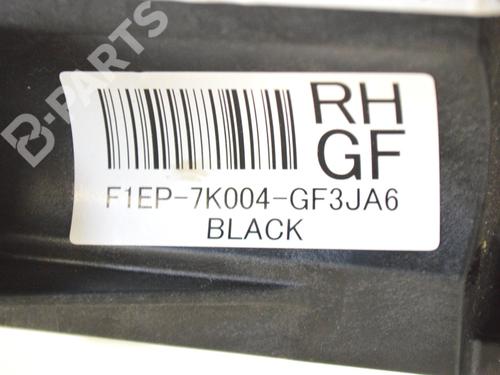 B-PARTS
RH
GF
F1EP-7K004-GF3JA6
BLACK